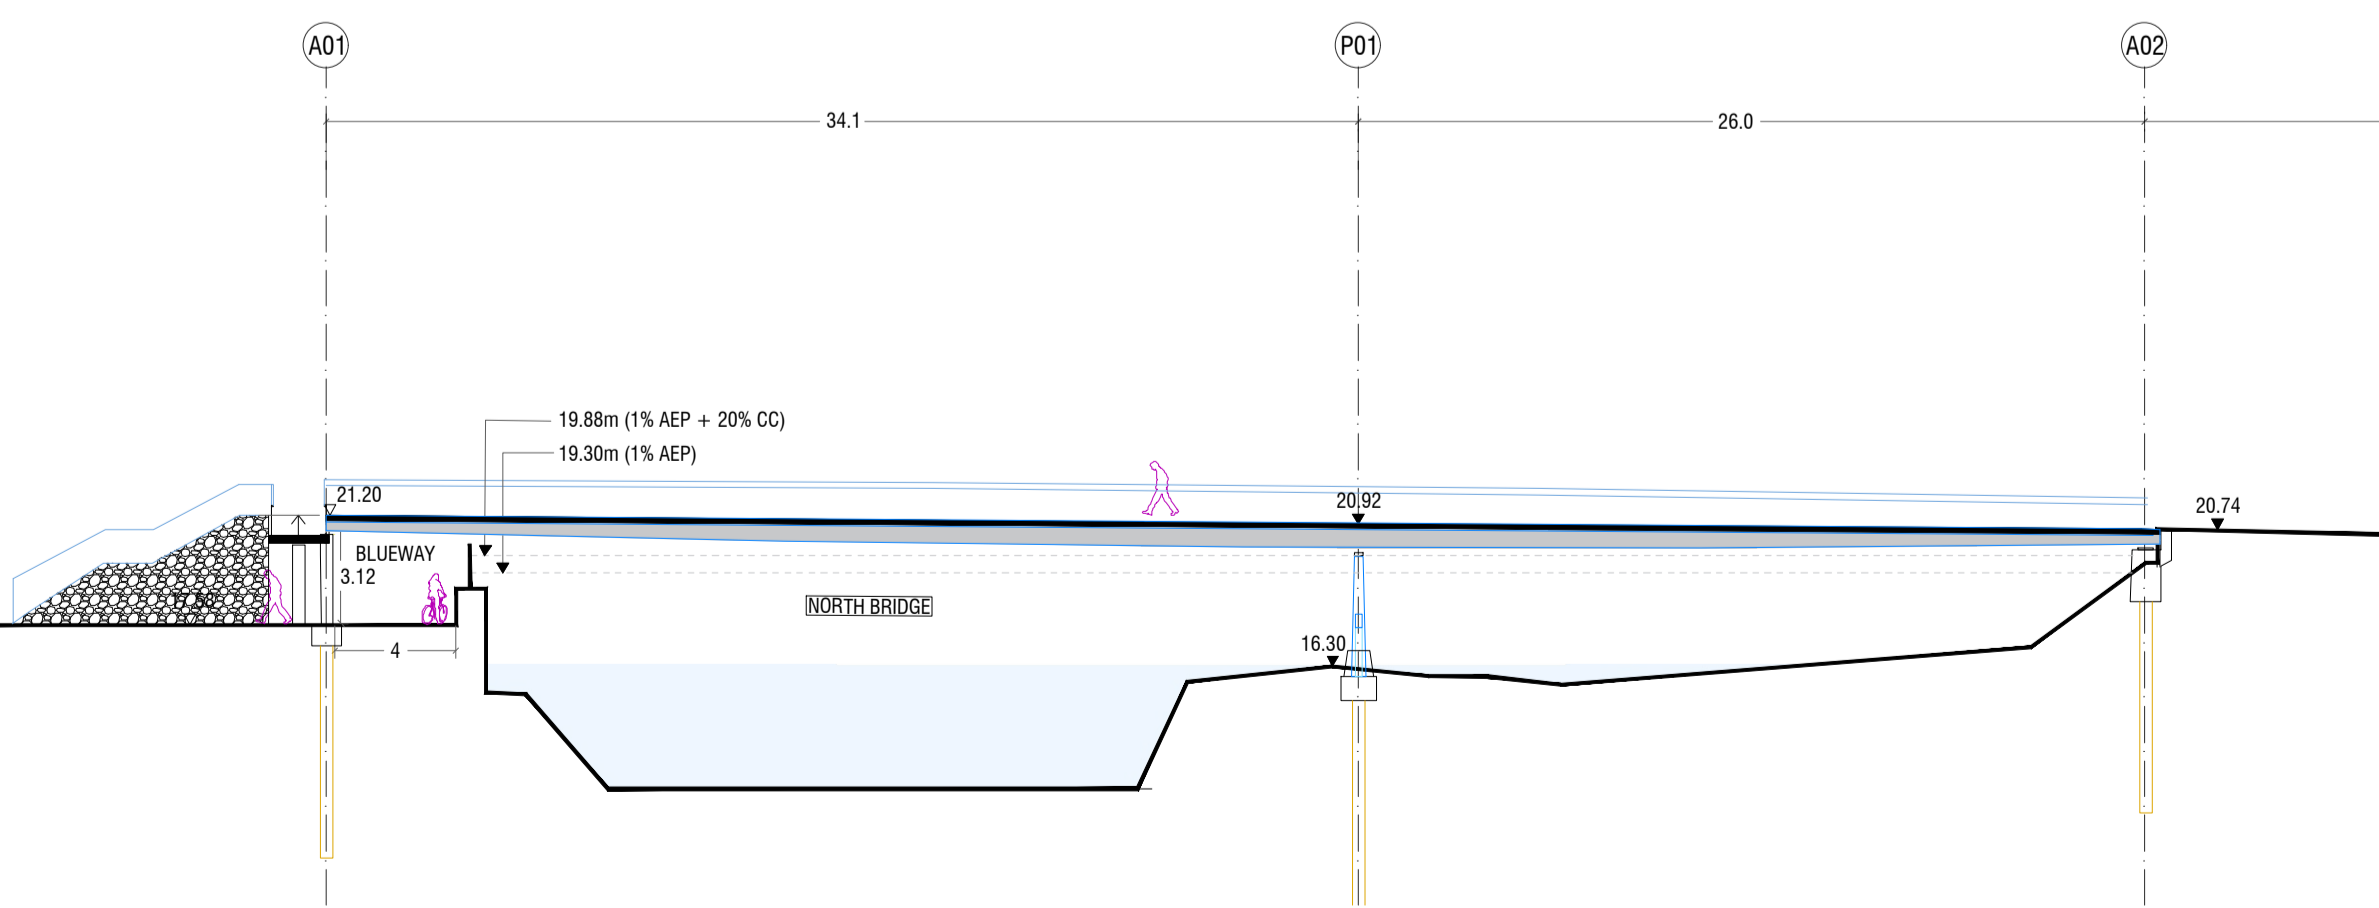 A01
P01
A02
34.1
26.0
19.88m (1% AEP + 20% CC)
19.30m (1% AEP)
21.20
20.92
20.74
BLUEWAY
3.12
NORTH BRIDGE
16.30
4